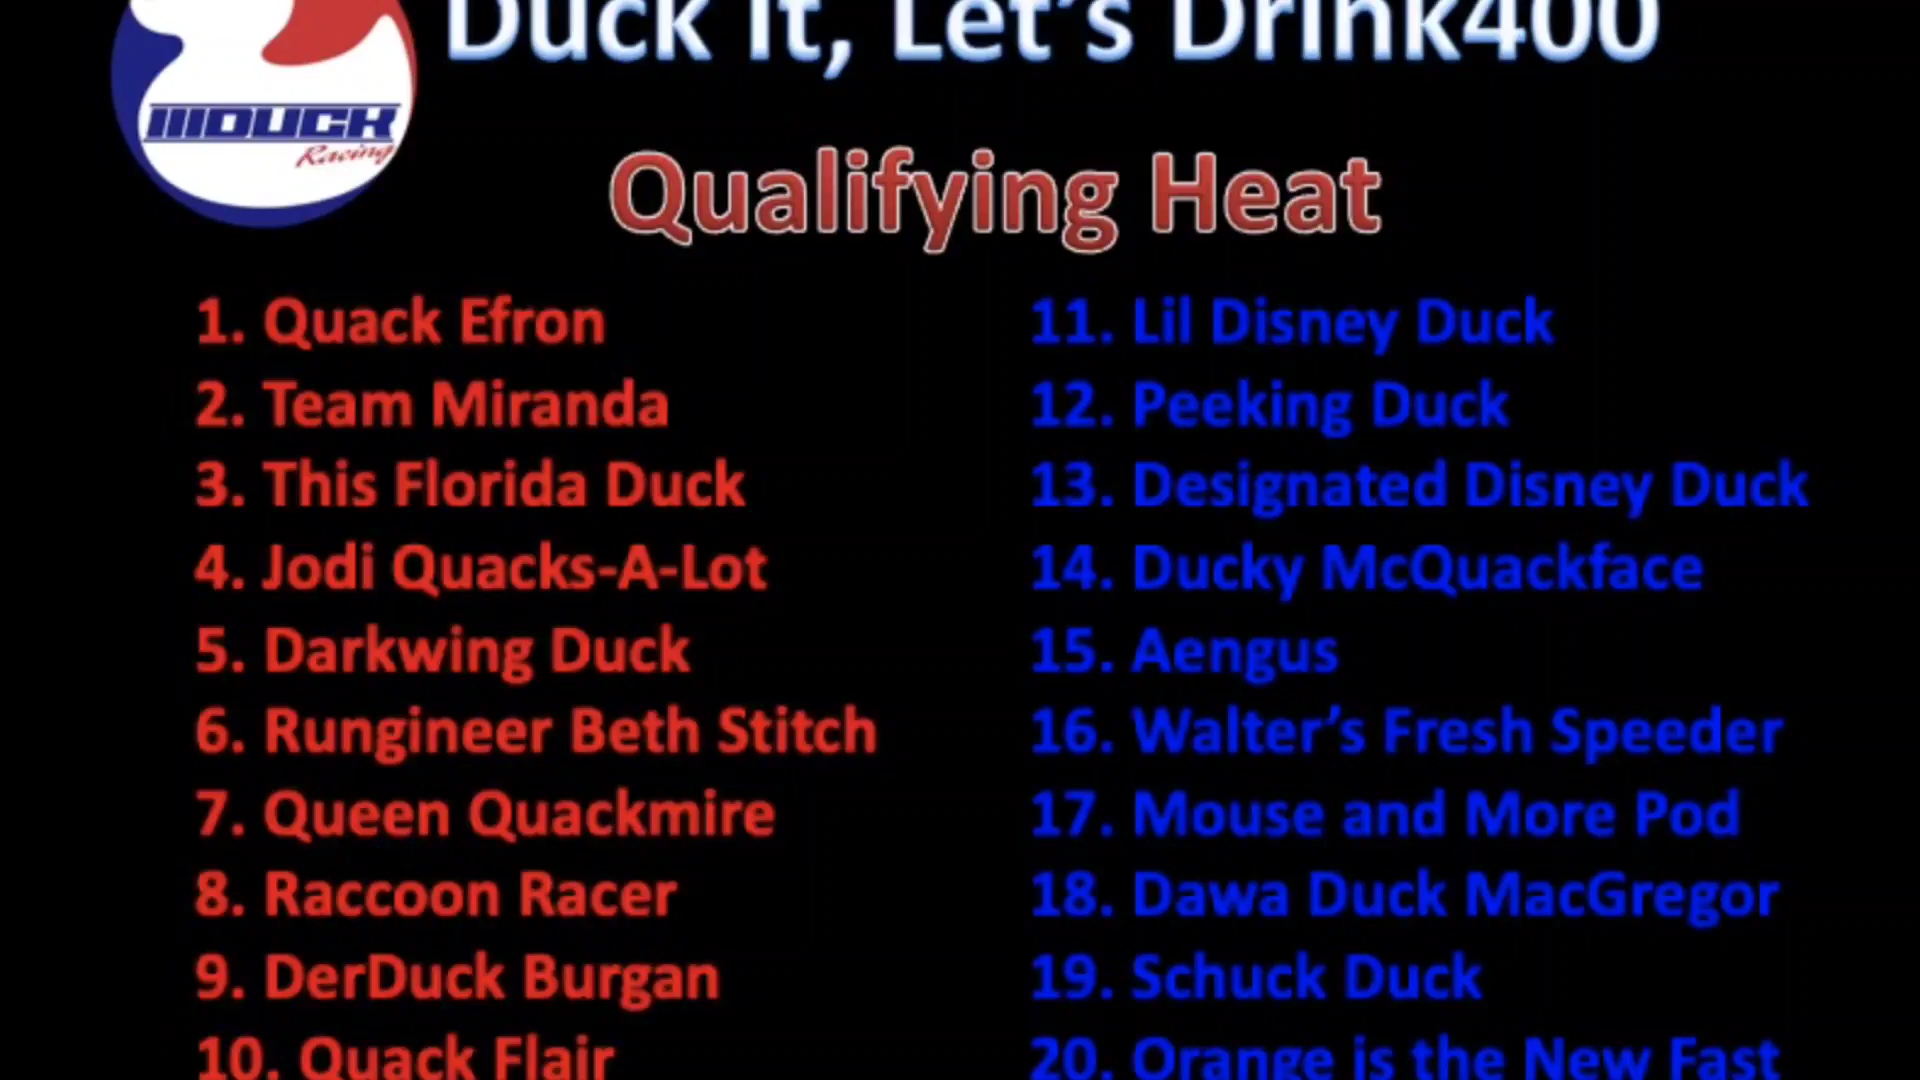 Duck It, Let's Drink400
IIIDUCK
Racing
Qualifying Heat
1. Quack Efron
2. Team Miranda
3. This Florida Duck
4. Jodi Quacks-A-Lot
5. Darkwing Duck
6. Rungineer Beth Stitch
7. Queen Quackmire
8. Raccoon Racer
9. DerDuck Burgan
10. Quack Flair
11. Lil Disney Duck
12. Peeking Duck
13. Designated Disney Duck
14. Ducky McQuackface
15. Aengus
16. Walter’s Fresh Speeder
17. Mouse and More Pod
18. Dawa Duck MacGregor
19. Schuck Duck
20. Orange is the New Fast